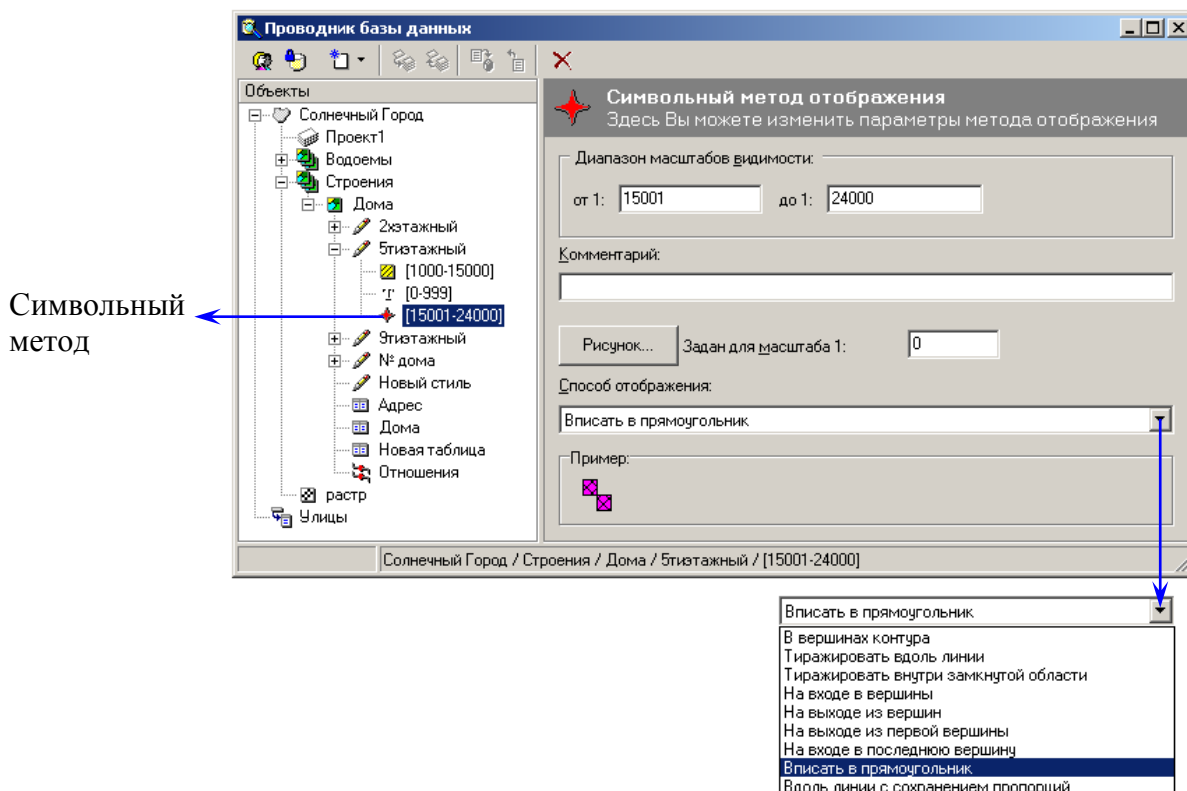 Проводник базы данных
Объекты
Солнечный Город
Проект1
Водоемы
Строения
Дома
2хэтажный
5тиэтажный
[1000-15000]
[0-999]
[15001-24000]
9тиэтажный
№ дома
Новый стиль
Адрес
Дома
Новая таблица
Отношения
растр
Улицы
Символьный
метод
Символьный метод отображения
Здесь Вы можете изменить параметры метода отображения
Диапазон масштабов видимости:
от 1: 15001 до 1: 24000
Комментарий:
Рисунок... Задан для масштаба 1: 0
Способ отображения:
Вписать в прямоугольник
Пример:
Солнечный Город / Строения / Дома / 5тиэтажный / [15001-24000]
Вписать в прямоугольник
В вершинах контура
Тиражировать вдоль линии
Тиражировать внутри замкнутой области
На входе в вершины
На выходе из вершин
На выходе из первой вершины
На входе в последнюю вершину
Вписать в прямоугольник
Вдоль линии с сохранением пропорций